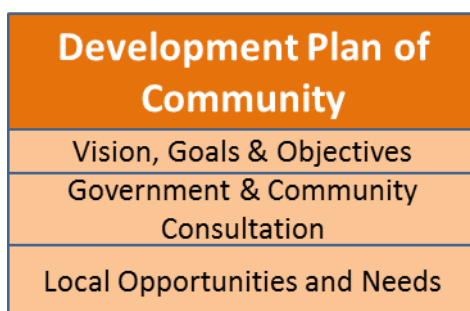 Development Plan of
Community
Vision, Goals & Objectives
Government & Community
Consultation
Local Opportunities and Needs